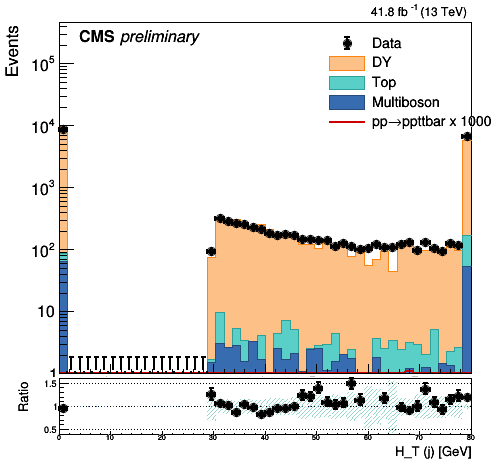 41.8 fb⁻¹ (13 TeV)
CMS preliminary
Events
Data
DY
Top
Multiboson
pp→ppttbar x 1000
10⁵
10⁴
10³
10²
10
1
Ratio
1.5
1
0.5
0 10 20 30 40 50 60 70 80
H_T (j) [GeV]